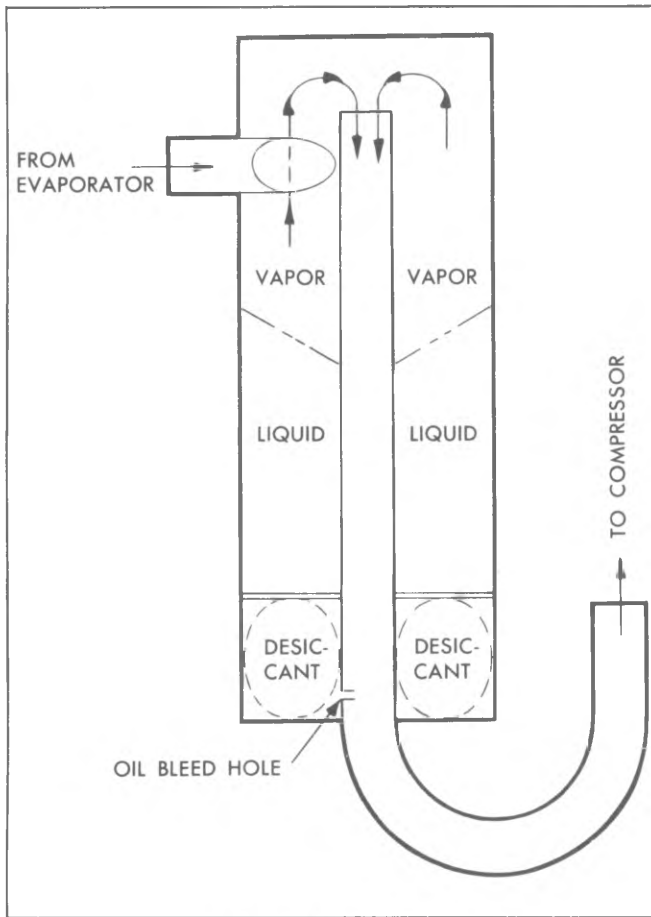 FROM
EVAPORATOR
VAPOR
VAPOR
LIQUID
LIQUID
TO COMPRESSOR
DESIC-
CANT
DESIC-
CANT
OIL BLEED HOLE